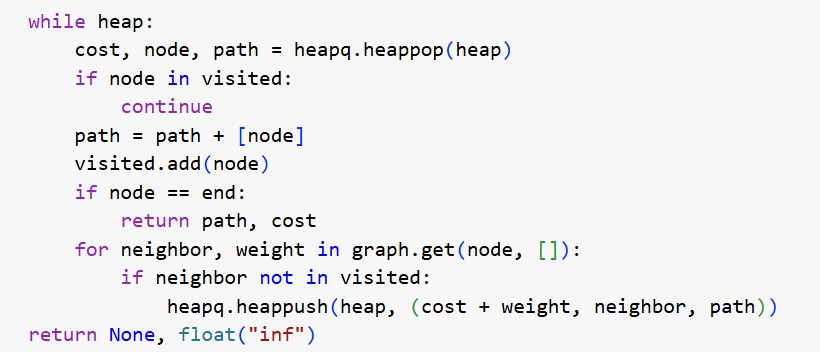 while heap:
    cost, node, path = heapq.heappop(heap)
    if node in visited:
        continue
    path = path + [node]
    visited.add(node)
    if node == end:
        return path, cost
    for neighbor, weight in graph.get(node, []):
        if neighbor not in visited:
            heapq.heappush(heap, (cost + weight, neighbor, path))
return None, float("inf")